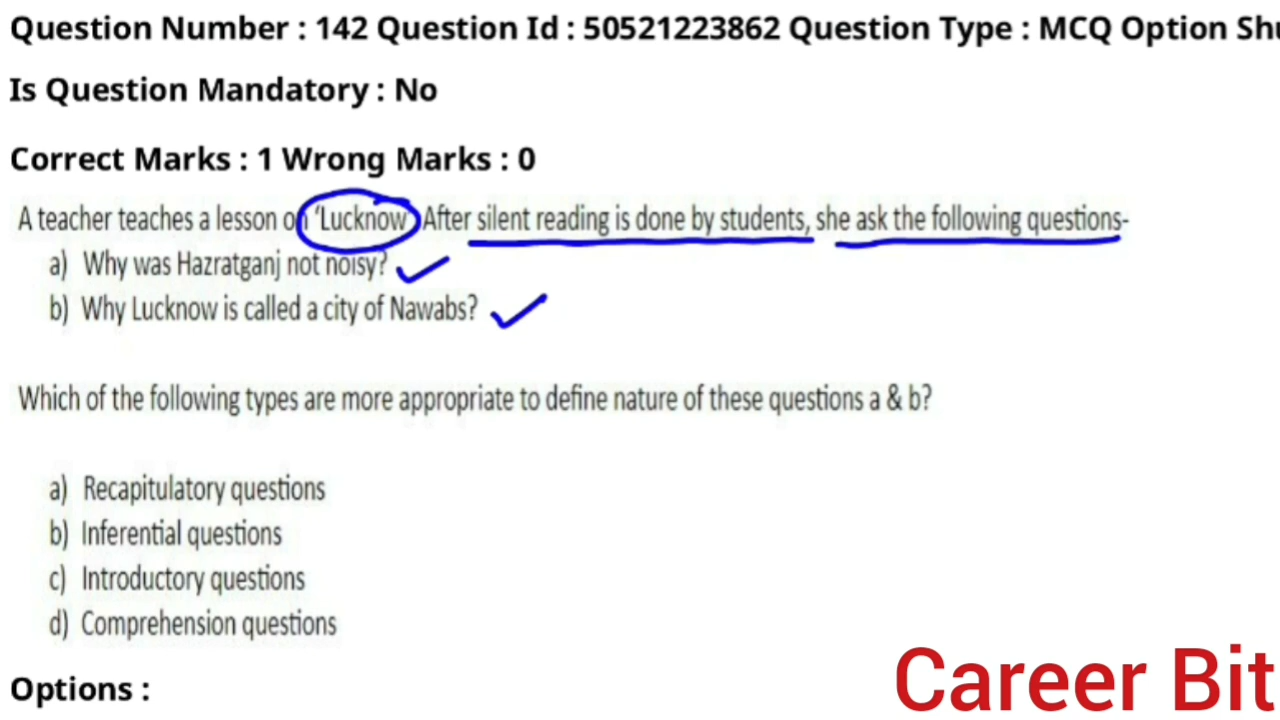 Question Number : 142 Question Id : 50521223862 Question Type : MCQ Option Shu
Is Question Mandatory : No
Correct Marks : 1 Wrong Marks : 0
A teacher teaches a lesson on 'Lucknow' After silent reading is done by students, she ask the following questions-
a) Why was Hazratganj not noisy?
b) Why Lucknow is called a city of Nawabs?
Which of the following types are more appropriate to define nature of these questions a & b?
a) Recapitulatory questions
b) Inferential questions
c) Introductory questions
d) Comprehension questions
Options :
Career Bit